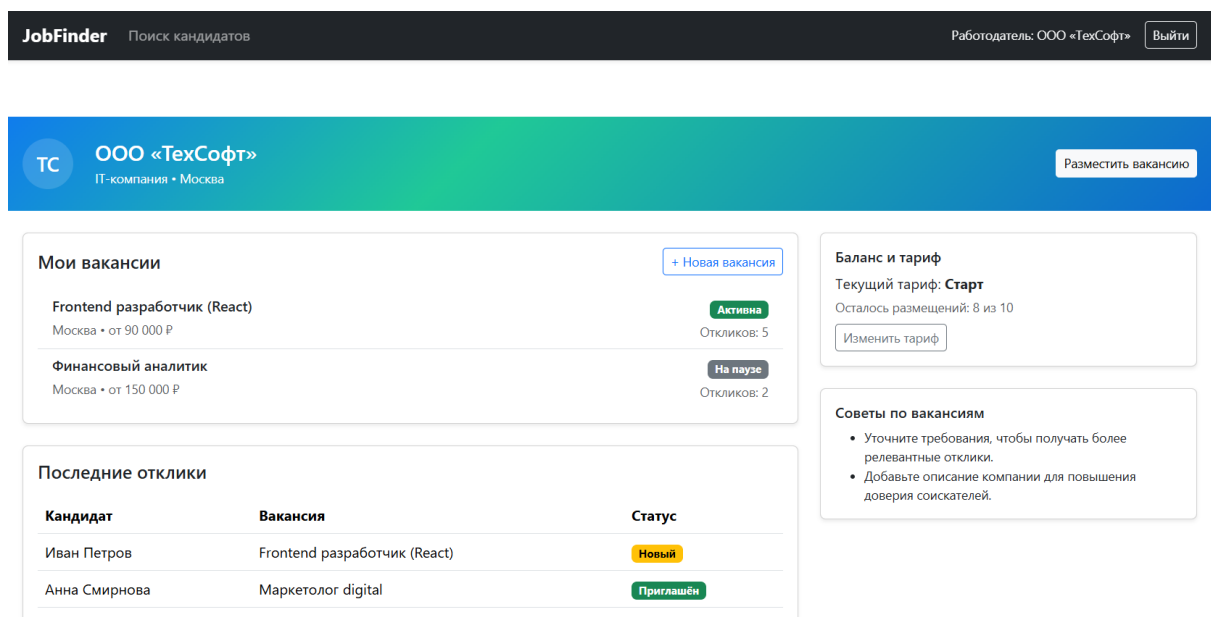 JobFinder Поиск кандидатов Работодатель: ООО «ТехСофт» Выйти
ТС
ООО «ТехСофт»
IT-компания • Москва
Разместить вакансию
Мои вакансии
+ Новая вакансия
Frontend разработчик (React)
Москва • от 90 000 ₽
Активна
Откликов: 5
Финансовый аналитик
Москва • от 150 000 ₽
На паузе
Откликов: 2
Последние отклики
Кандидат Вакансия Статус
Иван Петров Frontend разработчик (React) Новый
Анна Смирнова Маркетолог digital Приглашён
Баланс и тариф
Текущий тариф: Старт
Осталось размещений: 8 из 10
Изменить тариф
Советы по вакансиям
• Уточните требования, чтобы получать более
релевантные отклики.
• Добавьте описание компании для повышения
доверия соискателей.